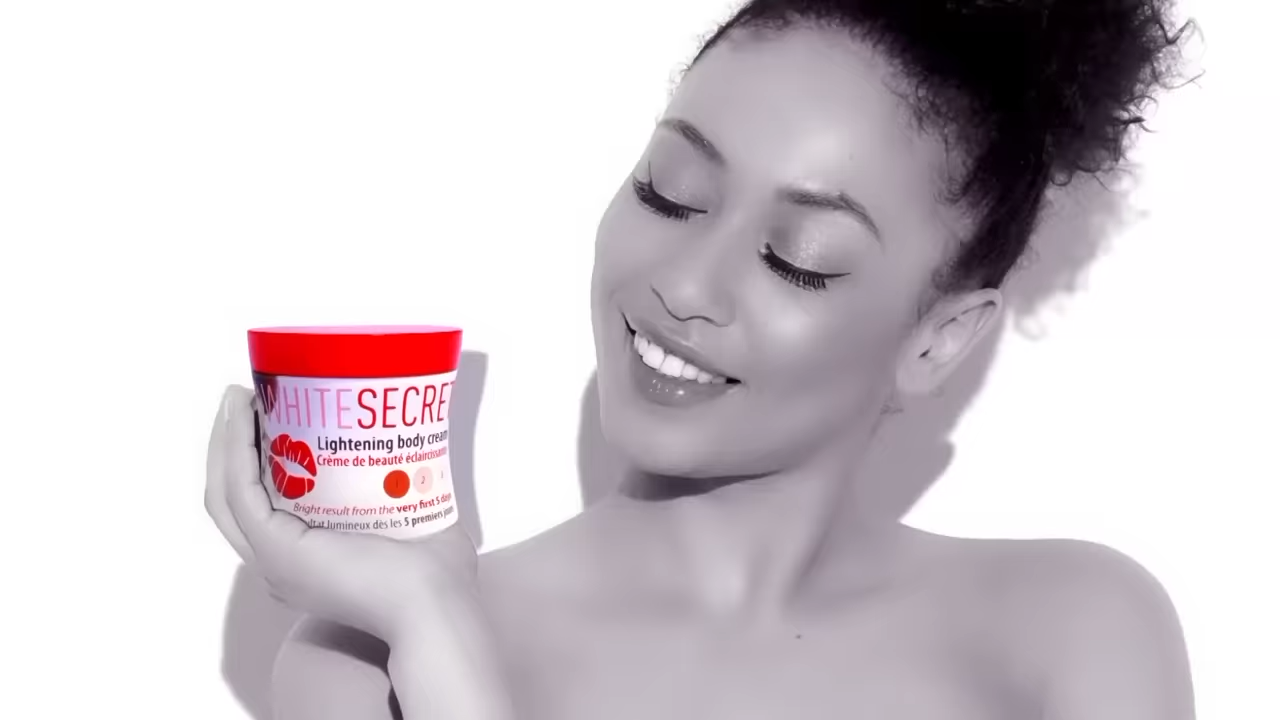 WHITESECRET
Lightening body cream
Crème de beauté éclaircissante
1 2
Bright result from the very first 5 days
lumineux dès les 5 premiers jours